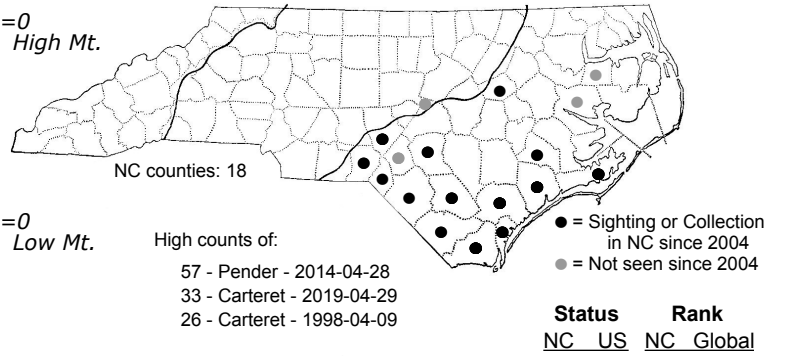 =0
High Mt.
NC counties: 18
=0
Low Mt.
High counts of:
57 - Pender - 2014-04-28
33 - Carteret - 2019-04-29
26 - Carteret - 1998-04-09
= Sighting or Collection
in NC since 2004
= Not seen since 2004
Status Rank
NC US NC Global